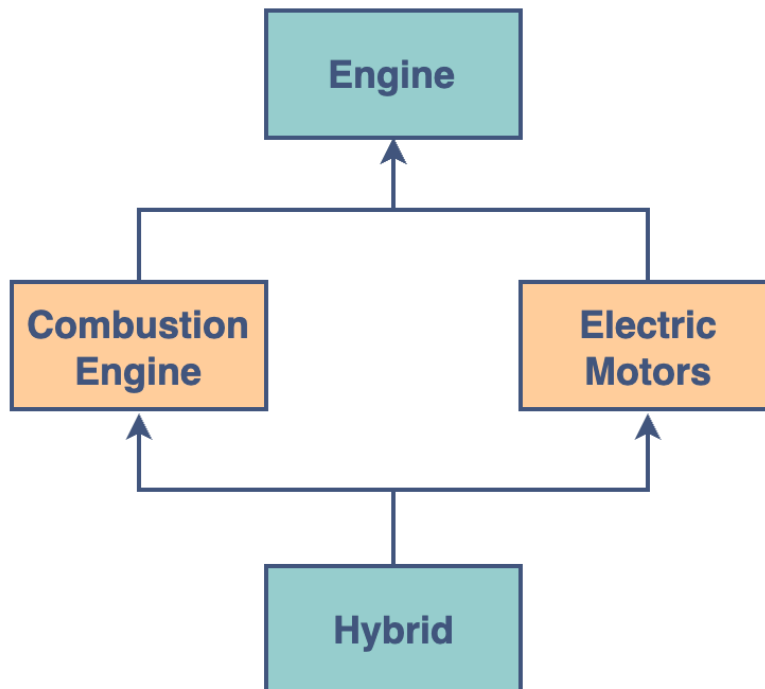 Engine
Combustion
Engine
Electric
Motors
Hybrid